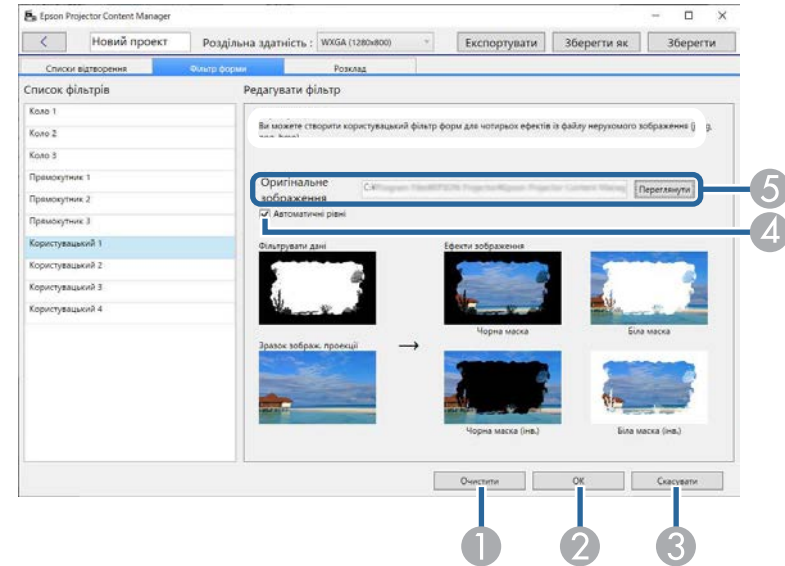 Epson Projector Content Manager
Новий проект Роздільна здатність : WXGA (1280x800) Експортувати Зберегти як Зберегти
Списки відтворення Фільтр форми Розклад
Список фільтрів Редагувати фільтр
Коло 1
Коло 2
Коло 3
Прямокутник 1
Прямокутник 2
Прямокутник 3
Користувацький 1
Користувацький 2
Користувацький 3
Користувацький 4
Ви можете створити користувацький фільтр форм для чотирьох ефектів із файлу нерухомого зображення
Оригінальне
зображення
Переглянути
5
Автоматичні рівні
4
Фільтрувати дані Ефекти зображення
Чорна маска Біла маска
Зразок зображ. проекції
→
Чорна маска (інв.) Біла маска (інв.)
Очистити OK Скасувати
1 2 3